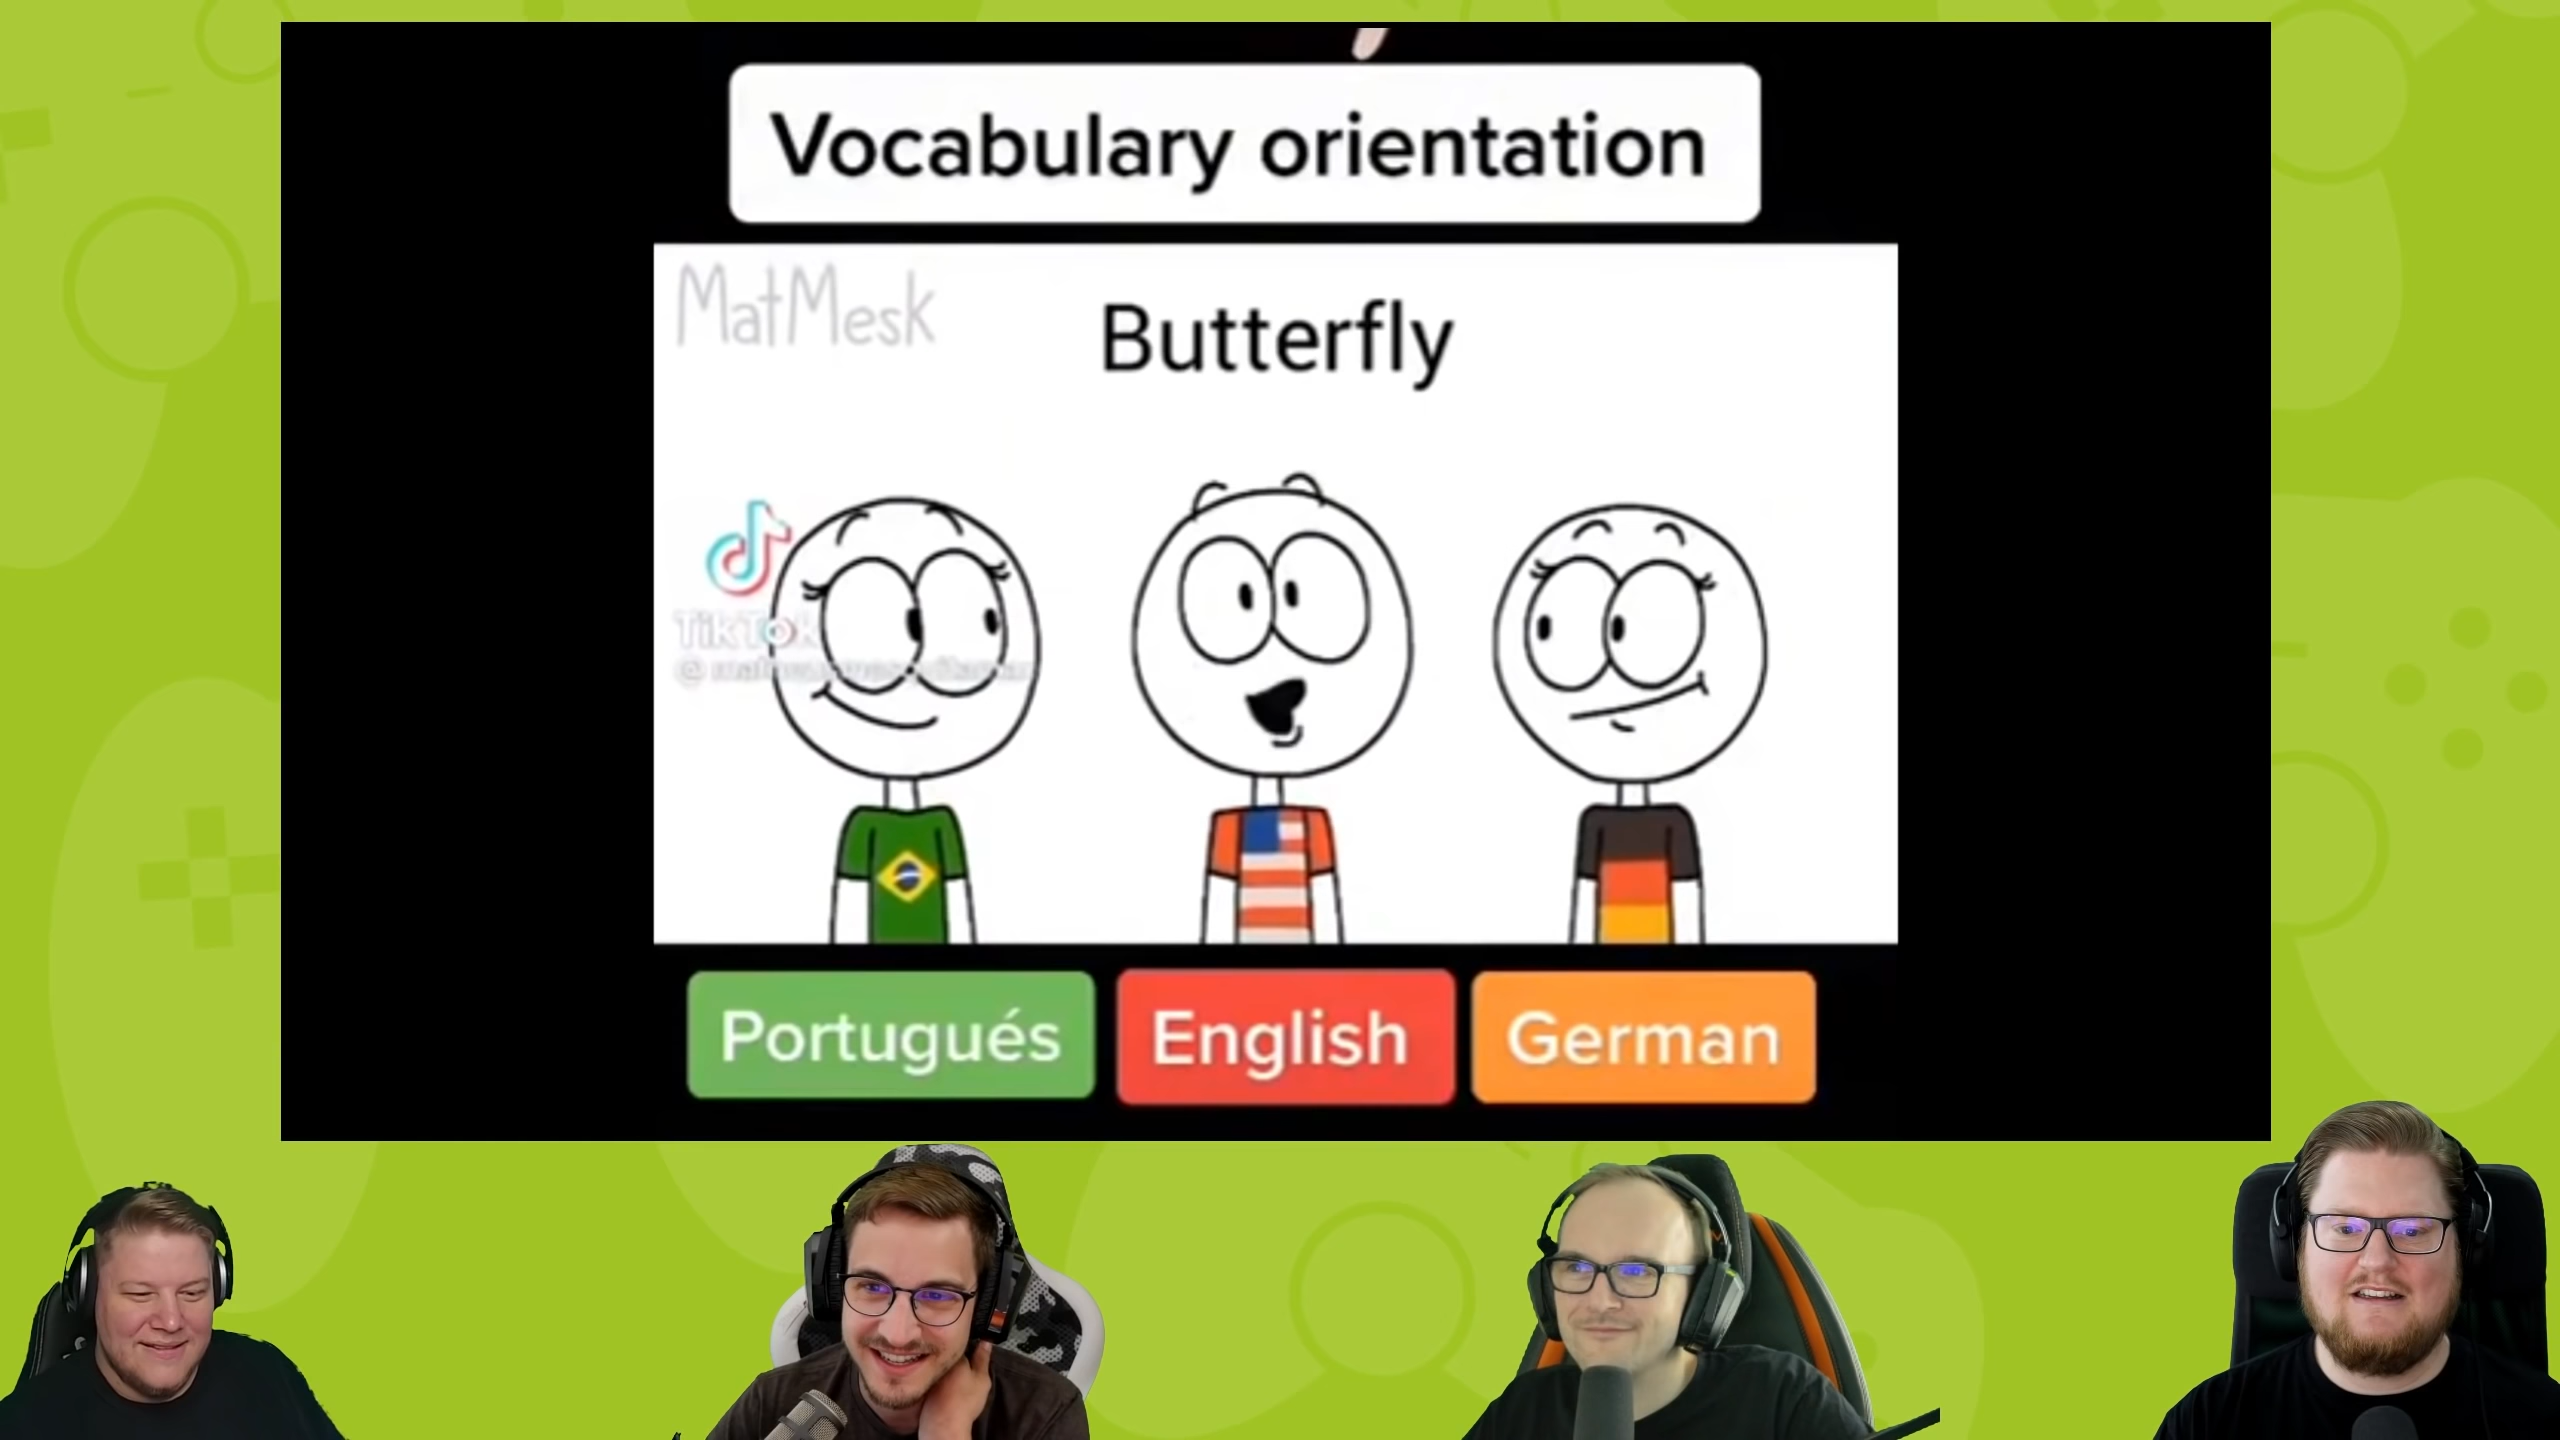 Vocabulary orientation
MatMesk
Butterfly
TikTok
Portugués
English
German